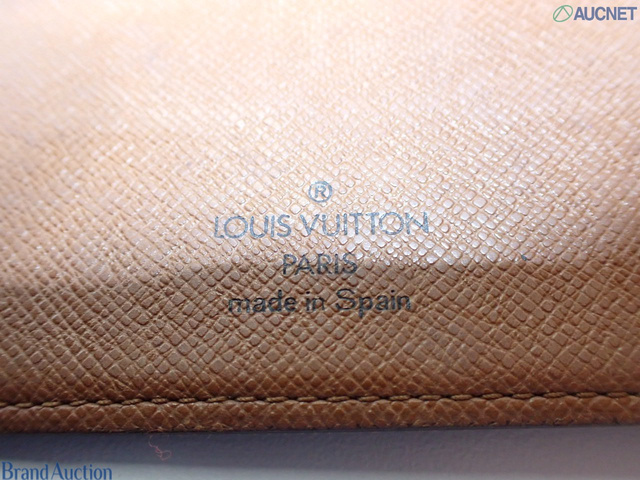 AUCNET
®
LOUIS VUITTON
PARIS
made in Spain
Brand Auction